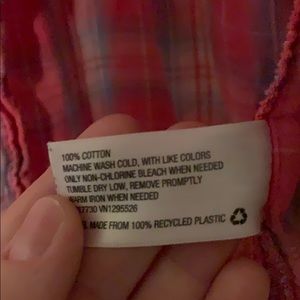 100% COTTON
MACHINE WASH COLD, WITH LIKE COLORS
ONLY NON-CHLORINE BLEACH WHEN NEEDED
TUMBLE DRY LOW, REMOVE PROMPTLY
WARM IRON WHEN NEEDED
VN1295526
MADE FROM 100% RECYCLED PLASTIC